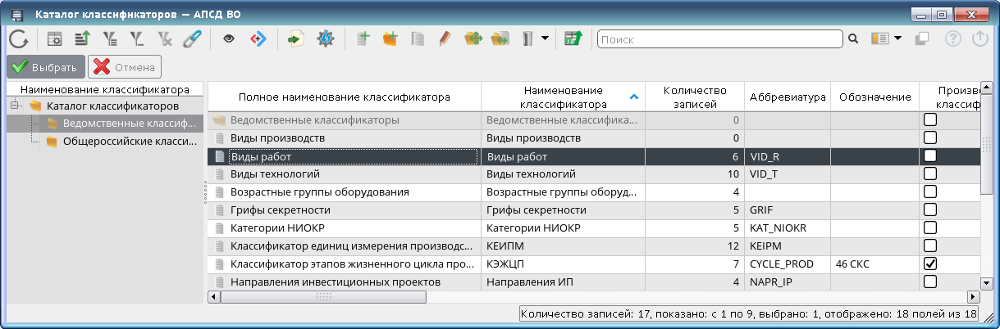 Каталог классификаторов — АПСД ВО
Поиск
Выбрать
Отмена
Наименование классификатора
Каталог классификаторов
Ведомственные классиф...
Общероссийские класси...
Полное наименование классификатора
Наименование классификатора
Количество записей
Аббревиатура
Обозначение
Произво
классиф
Ведомственные классификаторы Ведомственные классифика... 0
Виды производств Виды производств 0
Виды работ Виды работ 6 VID_R
Виды технологий Виды технологий 10 VID_T
Возрастные группы оборудования Возрастные группы оборуд... 4
Грифы секретности Грифы секретности 5 GRIF
Категории НИОКР Категории НИОКР 5 KAT_NIOKR
Классификатор единиц измерения производс... КЕИПМ 12 KEIPM
Классификатор этапов жизненного цикла про... КЭЖЦП 7 CYCLE_PROD 46 СКС
Направления инвестиционных проектов Направления ИП 4 NAPR_IP
Количество записей: 17, показано: с 1 по 9, выбрано: 1, отображено: 18 полей из 18